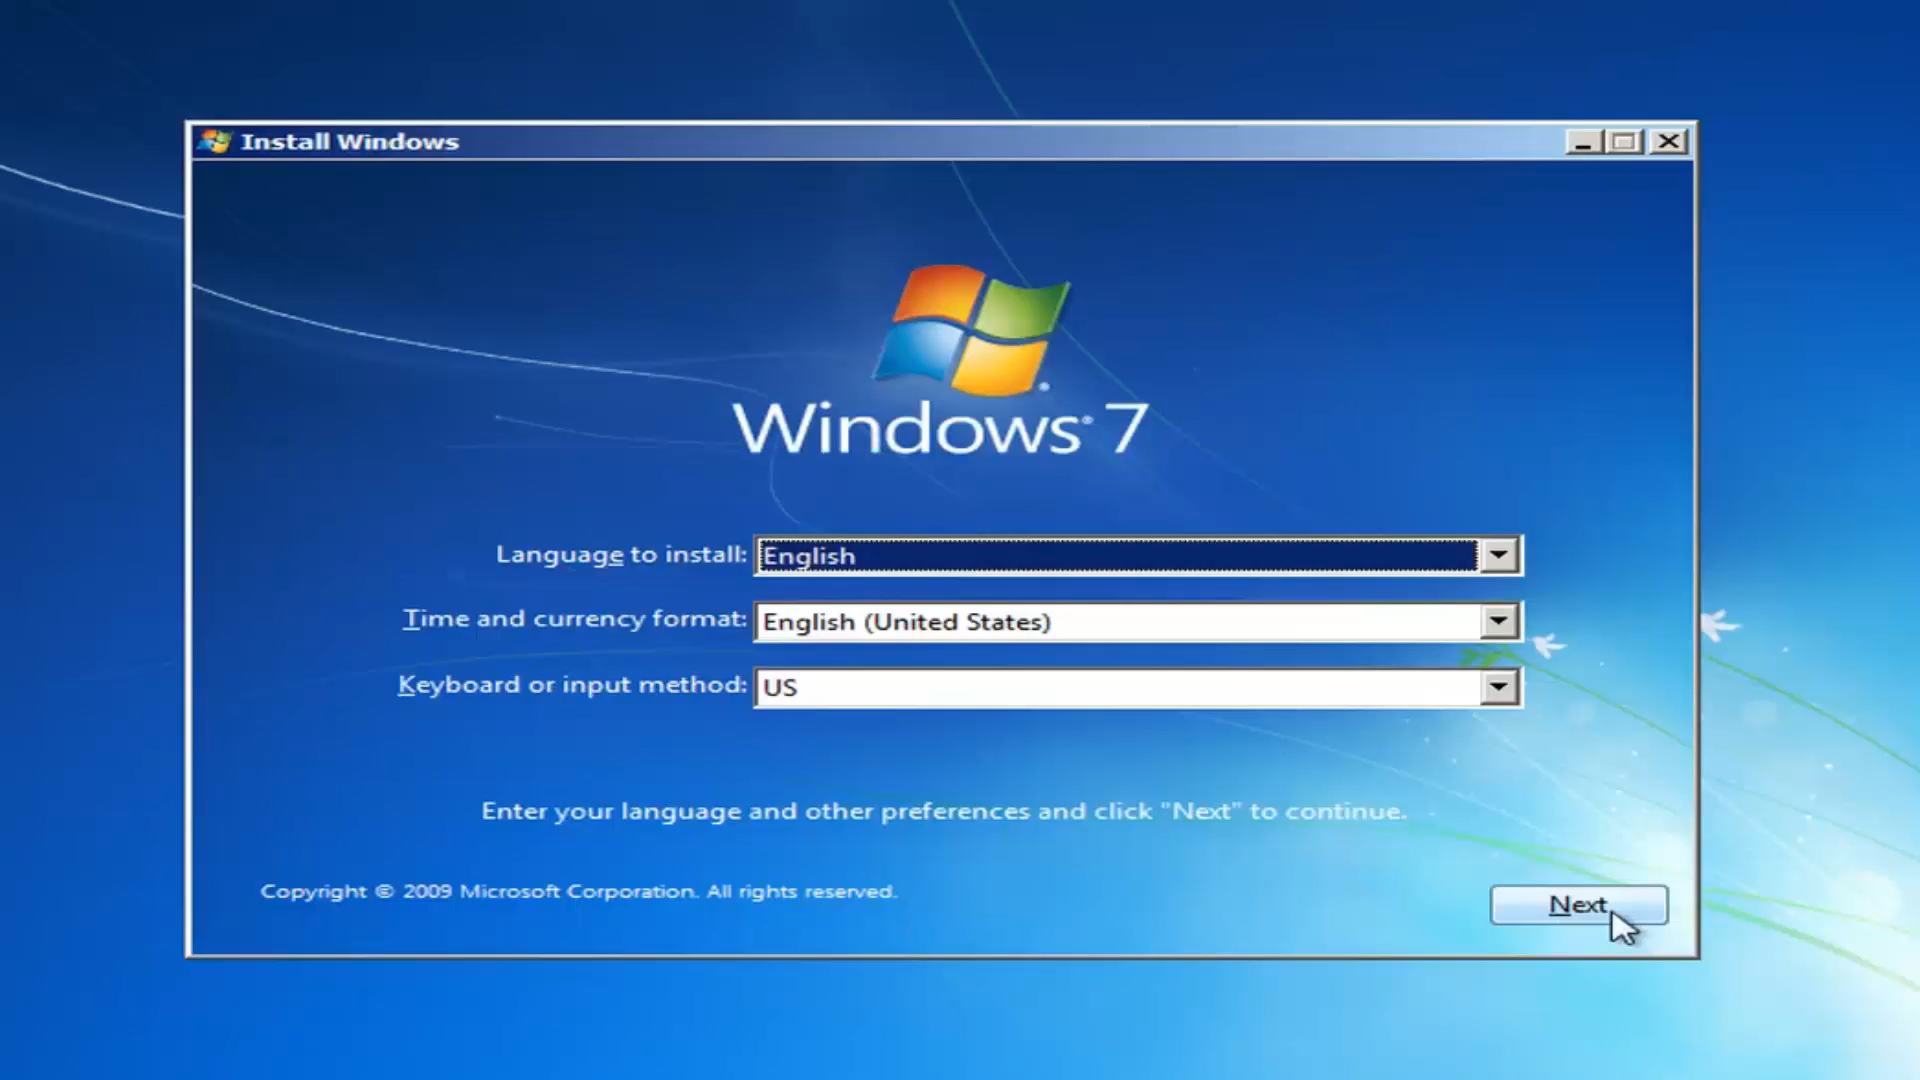 Install Windows
Windows® 7
Language to install: English
Time and currency format: English (United States)
Keyboard or input method: US
Enter your language and other preferences and click "Next" to continue.
Copyright © 2009 Microsoft Corporation. All rights reserved.
Next